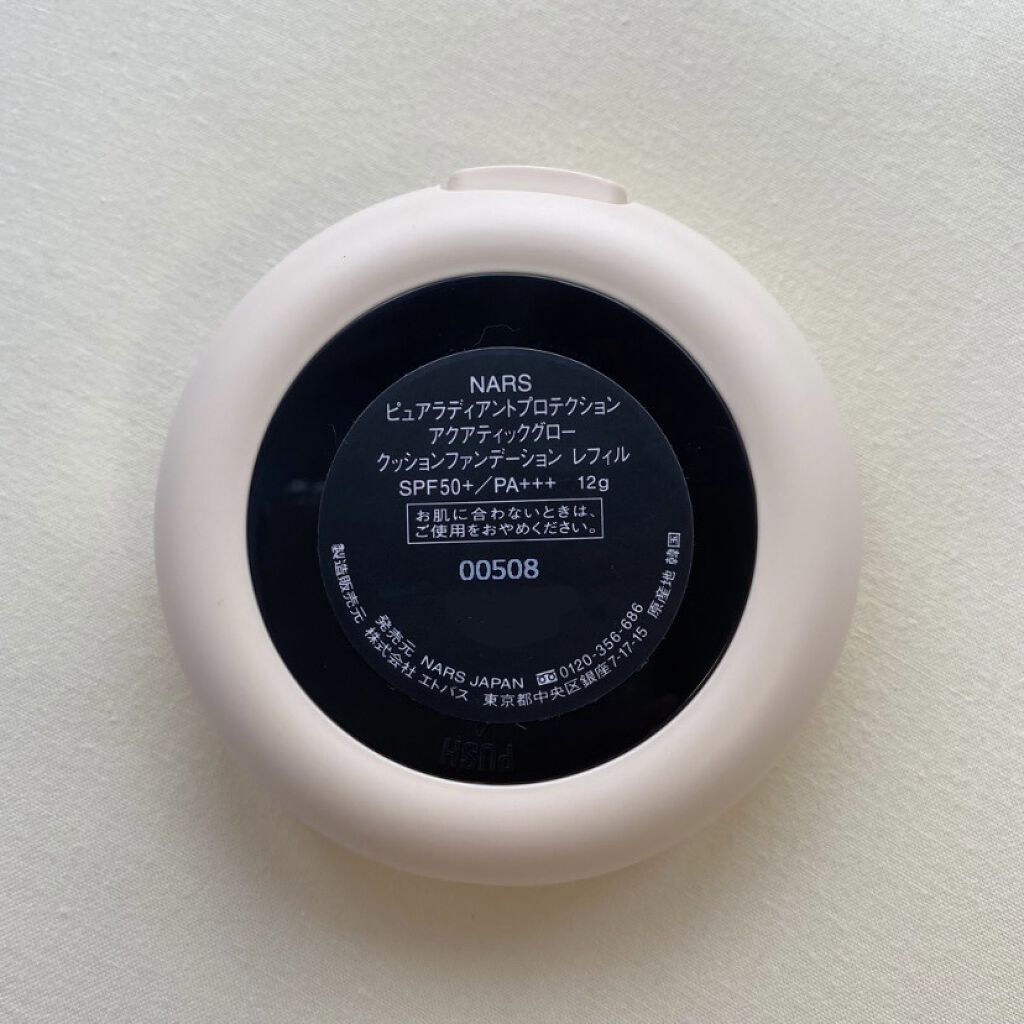 NARS
ピュアラディアントプロテクション
アクアティックグロー
クッションファンデーション レフィル
SPF50+/PA+++ 12g
お肌に合わないときは、
ご使用をおやめください。
00508
発売元 NARS JAPAN 0120-356-686
製造販売元 株式会社 エトバス 東京都中央区銀座7-17-15 原産地 韓国
PUSH